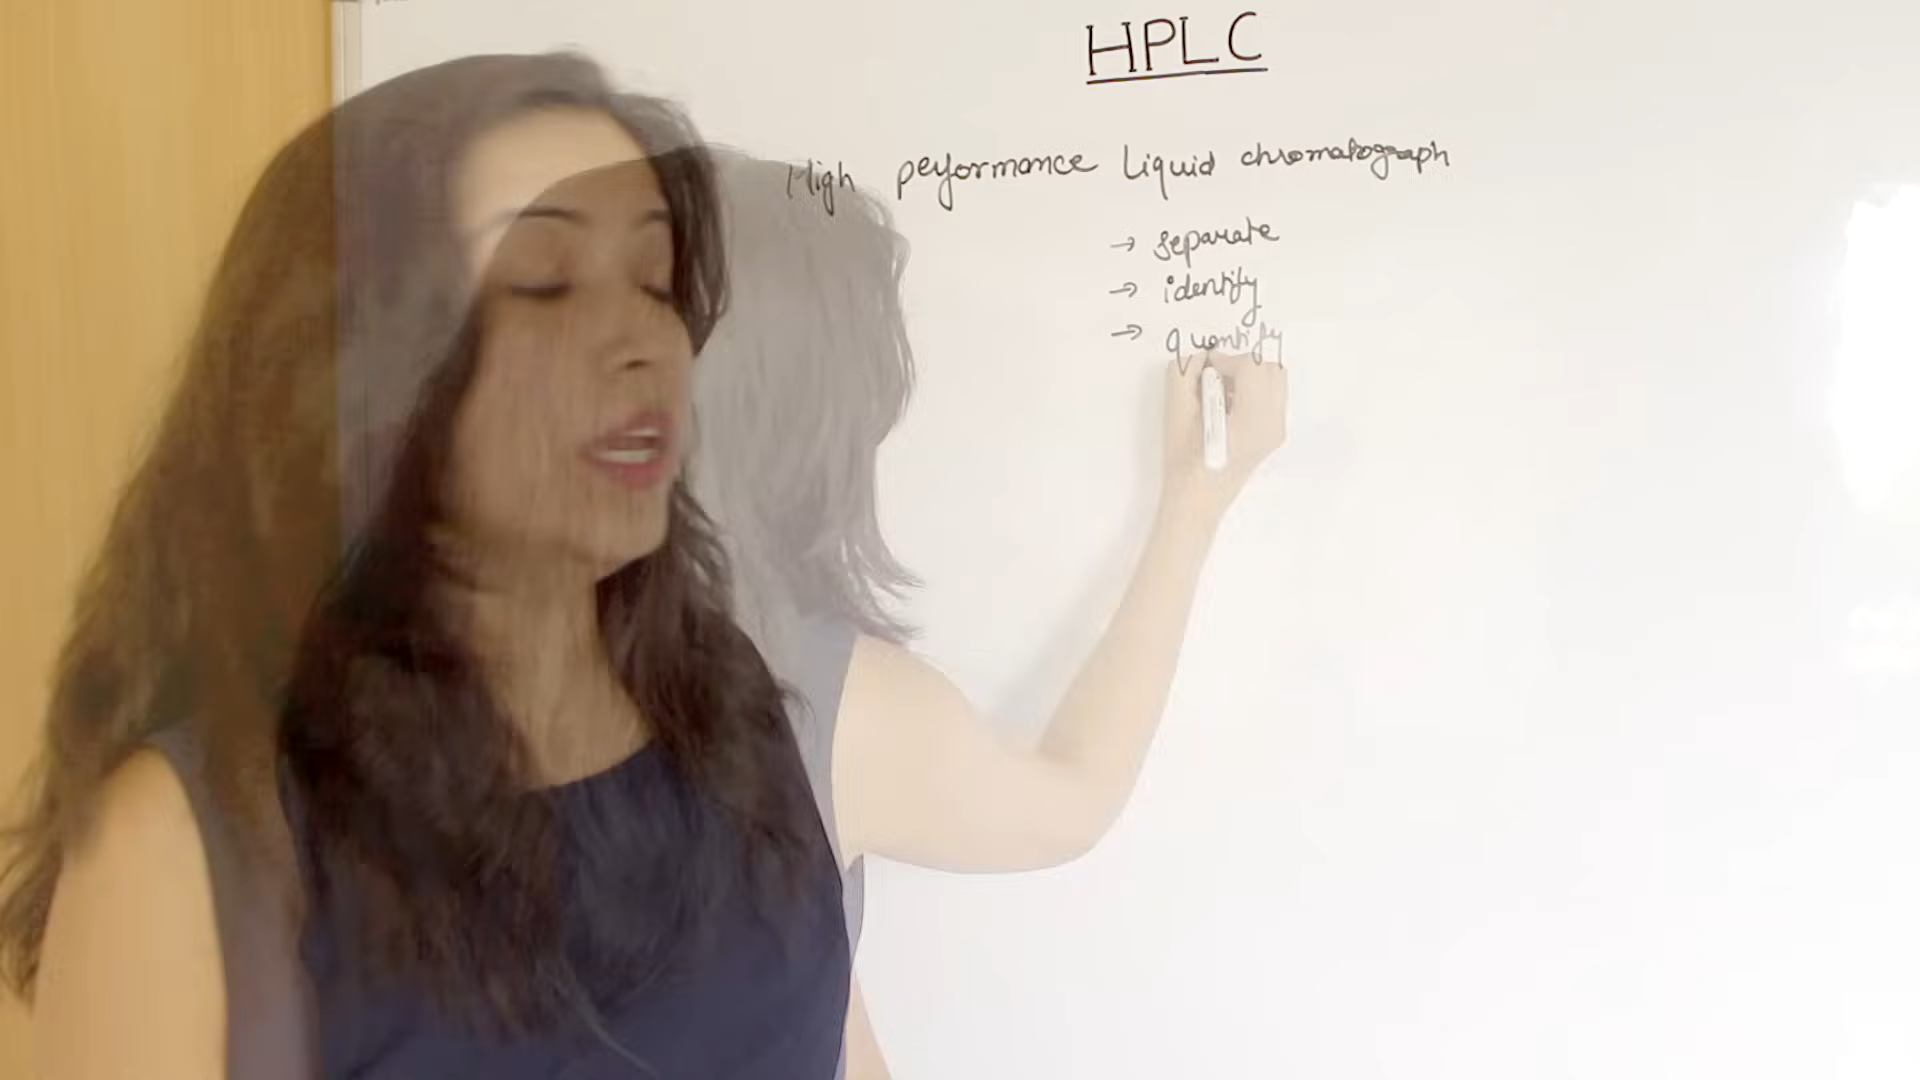 HPLC
High performance Liquid chromatograph
→ separate
→ identify
→ quantify